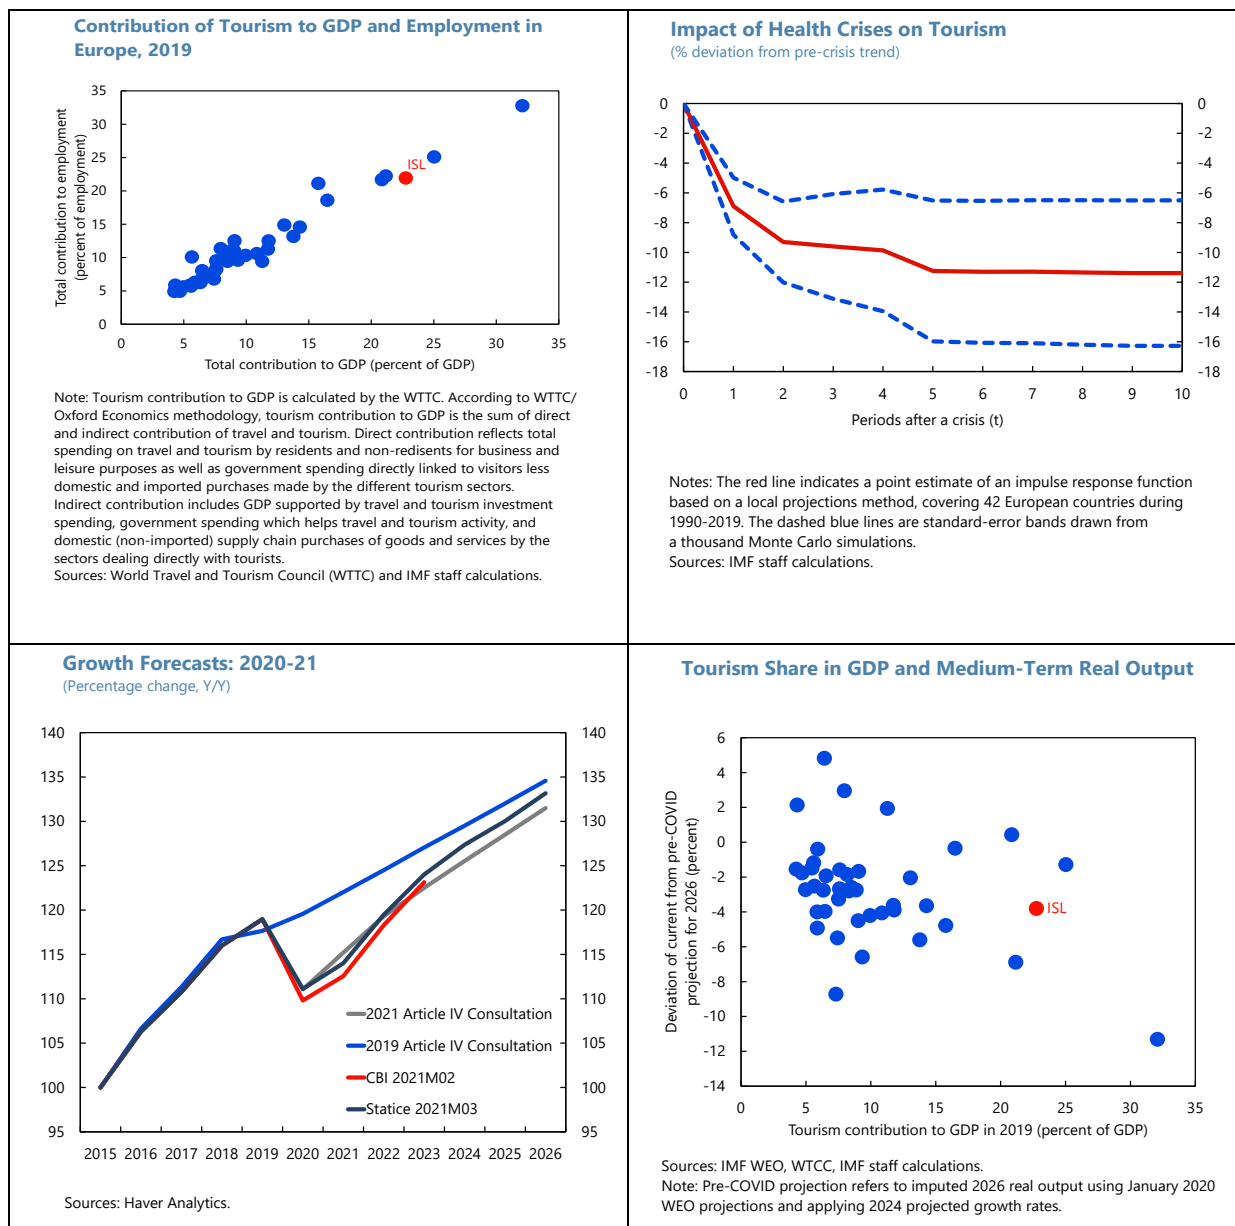 Contribution of Tourism to GDP and Employment in
Europe, 2019
Total contribution to employment
(percent of employment)
35
30
25
20
15
10
5
0
ISL
0 5 10 15 20 25 30 35
Total contribution to GDP (percent of GDP)
Note: Tourism contribution to GDP is calculated by the WTTC. According to WTTC/
Oxford Economics methodology, tourism contribution to GDP is the sum of direct
and indirect contribution of travel and tourism. Direct contribution reflects total
spending on travel and tourism by residents and non-redisents for business and
leisure purposes as well as government spending directly linked to visitors less
domestic and imported purchases made by the different tourism sectors.
Indirect contribution includes GDP supported by travel and tourism investment
spending, government spending which helps travel and tourism activity, and
domestic (non-imported) supply chain purchases of goods and services by the
sectors dealing directly with tourists.
Sources: World Travel and Tourism Council (WTTC) and IMF staff calculations.
Impact of Health Crises on Tourism
(% deviation from pre-crisis trend)
0 0
-2 -2
-4 -4
-6 -6
-8 -8
-10 -10
-12 -12
-14 -14
-16 -16
-18 -18
0 1 2 3 4 5 6 7 8 9 10
Periods after a crisis (t)
Notes: The red line indicates a point estimate of an impulse response function
based on a local projections method, covering 42 European countries during
1990-2019. The dashed blue lines are standard-error bands drawn from
a thousand Monte Carlo simulations.
Sources: IMF staff calculations.
Growth Forecasts: 2020-21
(Percentage change, Y/Y)
140 140
135 135
130 130
125 125
120 120
115 115
110 110
105 105
100 100
95 95
2021 Article IV Consultation
2019 Article IV Consultation
CBI 2021M02
Statice 2021M03
2015 2016 2017 2018 2019 2020 2021 2022 2023 2024 2025 2026
Sources: Haver Analytics.
Tourism Share in GDP and Medium-Term Real Output
Deviation of current from pre-COVID
projection for 2026 (percent)
6
4
2
0
-2
-4
-6
-8
-10
-12
-14
ISL
0 5 10 15 20 25 30 35
Tourism contribution to GDP in 2019 (percent of GDP)
Sources: IMF WEO, WTCC, IMF staff calculations.
Note: Pre-COVID projection refers to imputed 2026 real output using January 2020
WEO projections and applying 2024 projected growth rates.